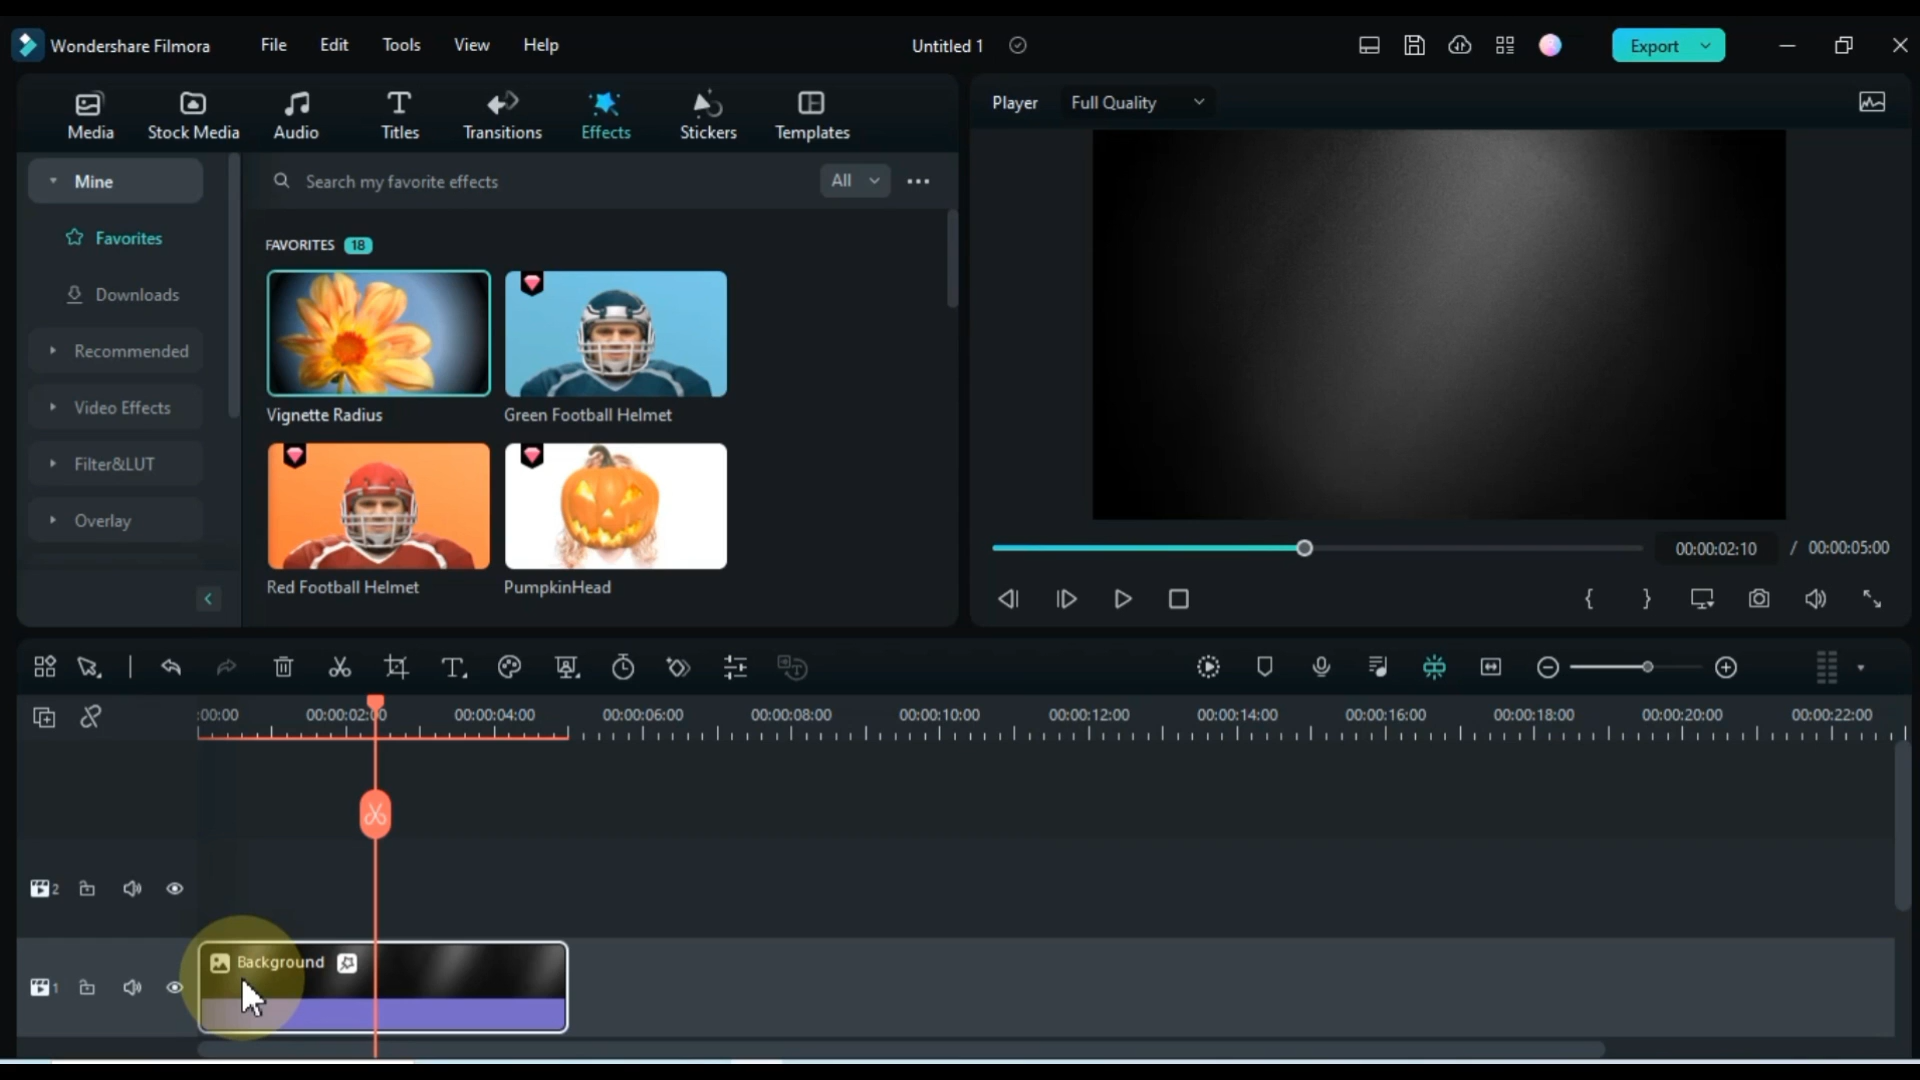 Wondershare Filmora File Edit Tools View Help Untitled 1 Export
Media Stock Media Audio Titles Transitions Effects Stickers Templates
Player Full Quality
Mine
Search my favorite effects All
Favorites
FAVORITES 18
Downloads
Recommended
Video Effects
Filter&LUT
Overlay
Vignette Radius Green Football Helmet
Red Football Helmet PumpkinHead
00:00:02:10 / 00:00:05:00
:00:00 00:00:02:00 00:00:04:00 00:00:06:00 00:00:08:00 00:00:10:00 00:00:12:00 00:00:14:00 00:00:16:00 00:00:18:00 00:00:20:00 00:00:22:00
2
Background
1